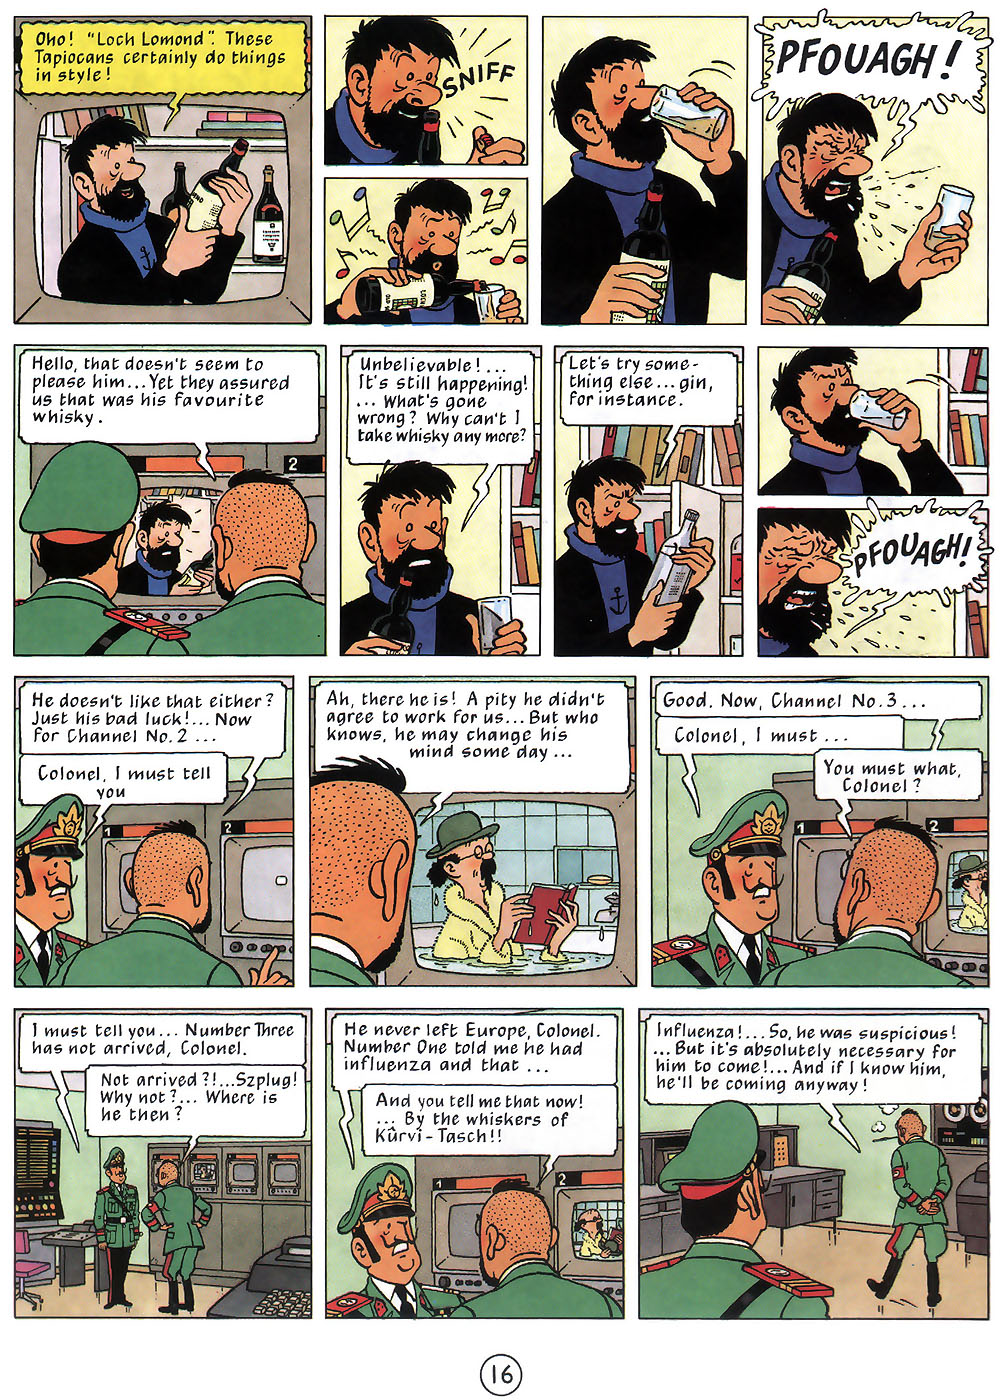 Oho! "Loch Lomond". These
Tapiocans certainly do things
in style!
SNIFF
PFOUAGH!
Hello, that doesn't seem to
please him... Yet they assured
us that was his favourite
whisky.
2
Unbelievable!...
It's still happening!
... What's gone
wrong? Why can't I
take whisky any more?
Let's try some-
thing else... gin,
for instance.
PFOUAGH!
He doesn't like that either?
Just his bad luck!... Now
for Channel No. 2 ...
Colonel, I must tell
you
2
Ah, there he is! A pity he didn't
agree to work for us... But who
knows, he may change his
mind some day ...
Good. Now, Channel No. 3 ...
Colonel, I must ...
You must what,
Colonel?
1
2
I must tell you... Number Three
has not arrived, Colonel.
Not arrived?!...Szplug!
Why not?... Where is
he then?
He never left Europe, Colonel.
Number One told me he had
influenza and that ...
And you tell me that now!
... By the whiskers of
Kûrvi-Tasch!!
1
2
Influenza!... So, he was suspicious!
... But it's absolutely necessary for
him to come!... And if I know him,
he'll be coming anyway!
16